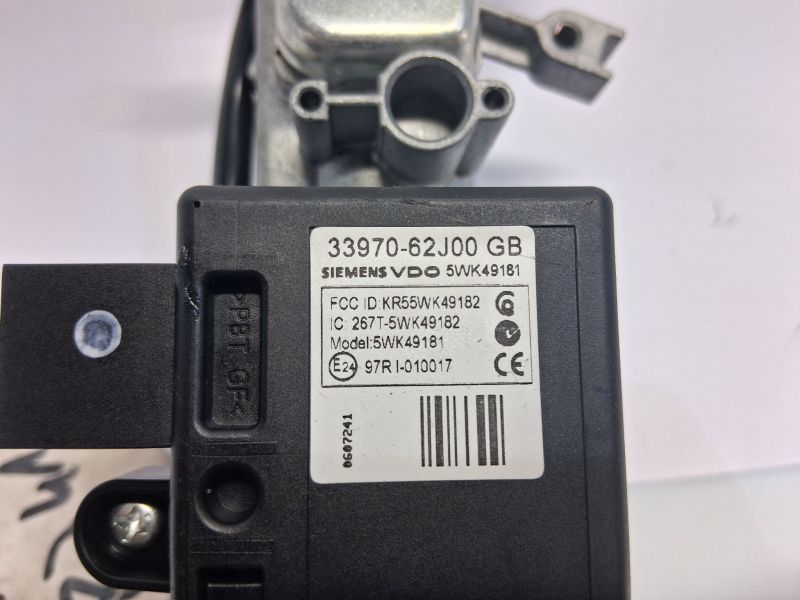 33970-62J00 GB
SIEMENS VDO 5WK49181
FCC ID:KR55WK49182
IC: 267T-5WK49182
Model:5WK49181
E24 97R I-010017
CE
0607241
>PBT GF<